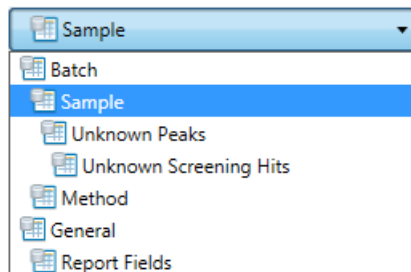 Sample
Batch
Sample
Unknown Peaks
Unknown Screening Hits
Method
General
Report Fields